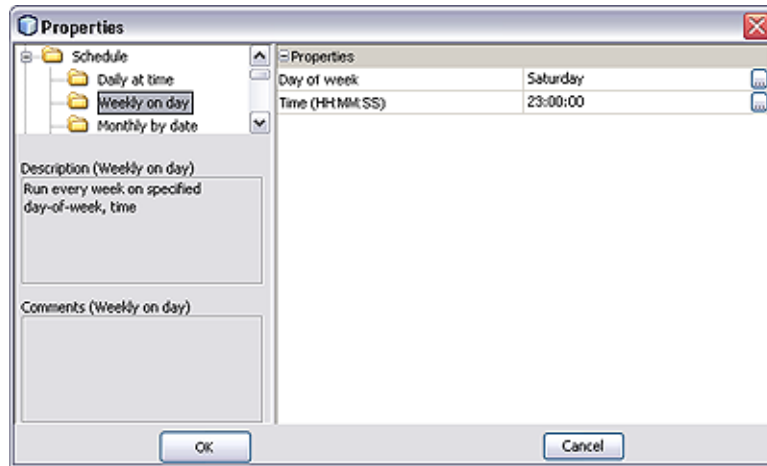 Properties
Schedule
Daily at time
Weekly on day
Monthly by date
Description (Weekly on day)
Run every week on specified
day-of-week, time
Comments (Weekly on day)
Properties
Day of week Saturday ...
Time (HH:MM:SS) 23:00:00 ...
OK Cancel